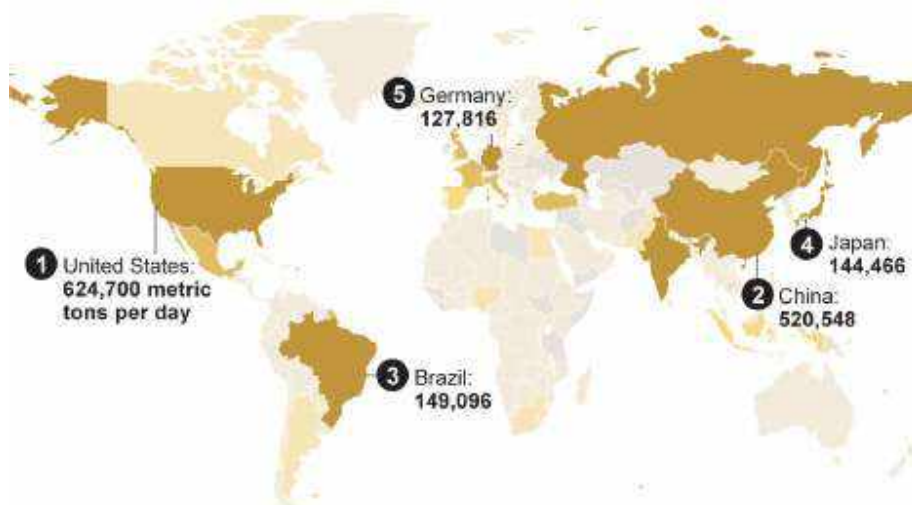 5 Germany:
127,816
1 United States:
624,700 metric
tons per day
4 Japan:
144,466
2 China:
520,548
3 Brazil:
149,096